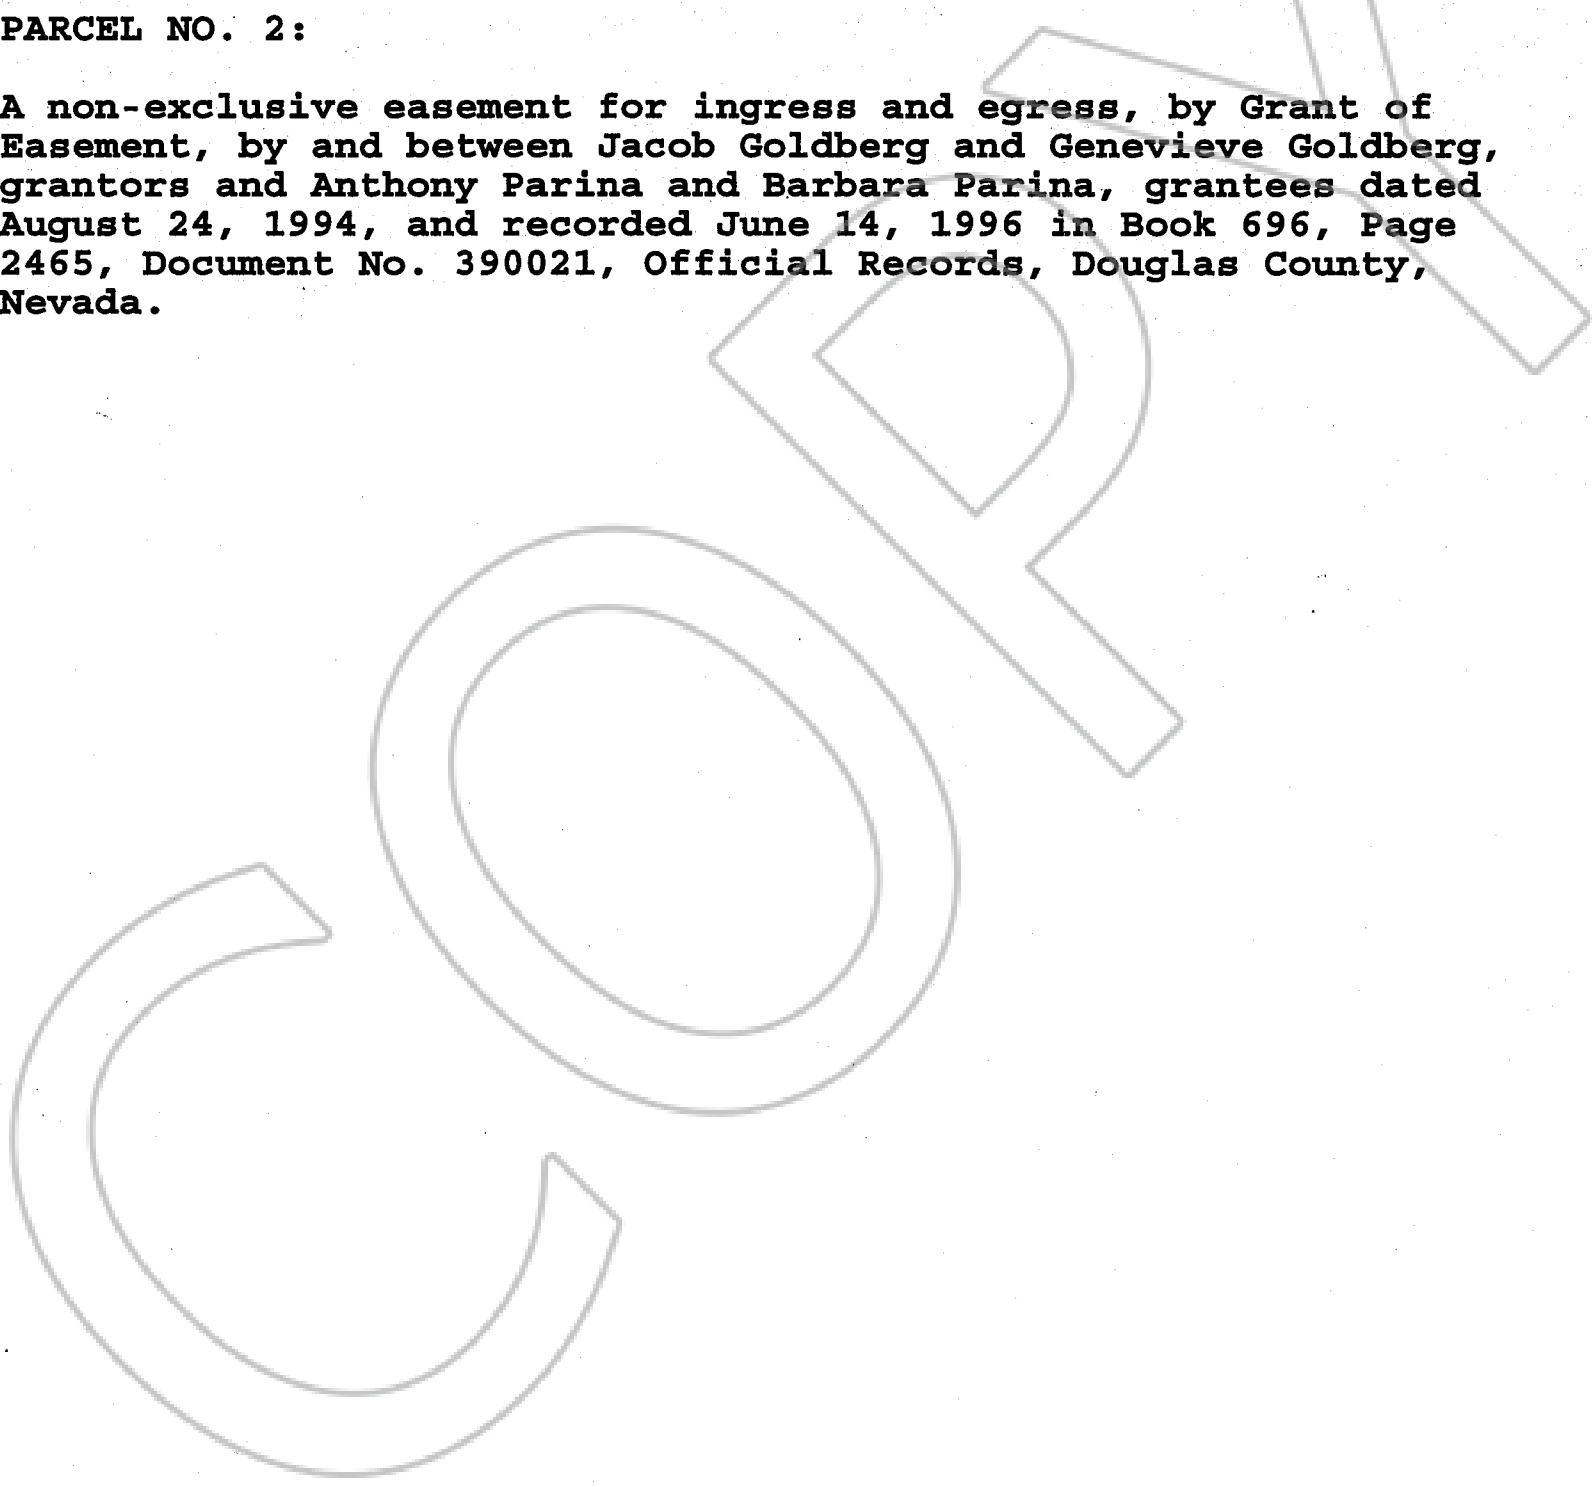 PARCEL NO. 2:
A non-exclusive easement for ingress and egress, by Grant of
Easement, by and between Jacob Goldberg and Genevieve Goldberg,
grantors and Anthony Parina and Barbara Parina, grantees dated
August 24, 1994, and recorded June 14, 1996 in Book 696, Page
2465, Document No. 390021, Official Records, Douglas County,
Nevada.
COPY